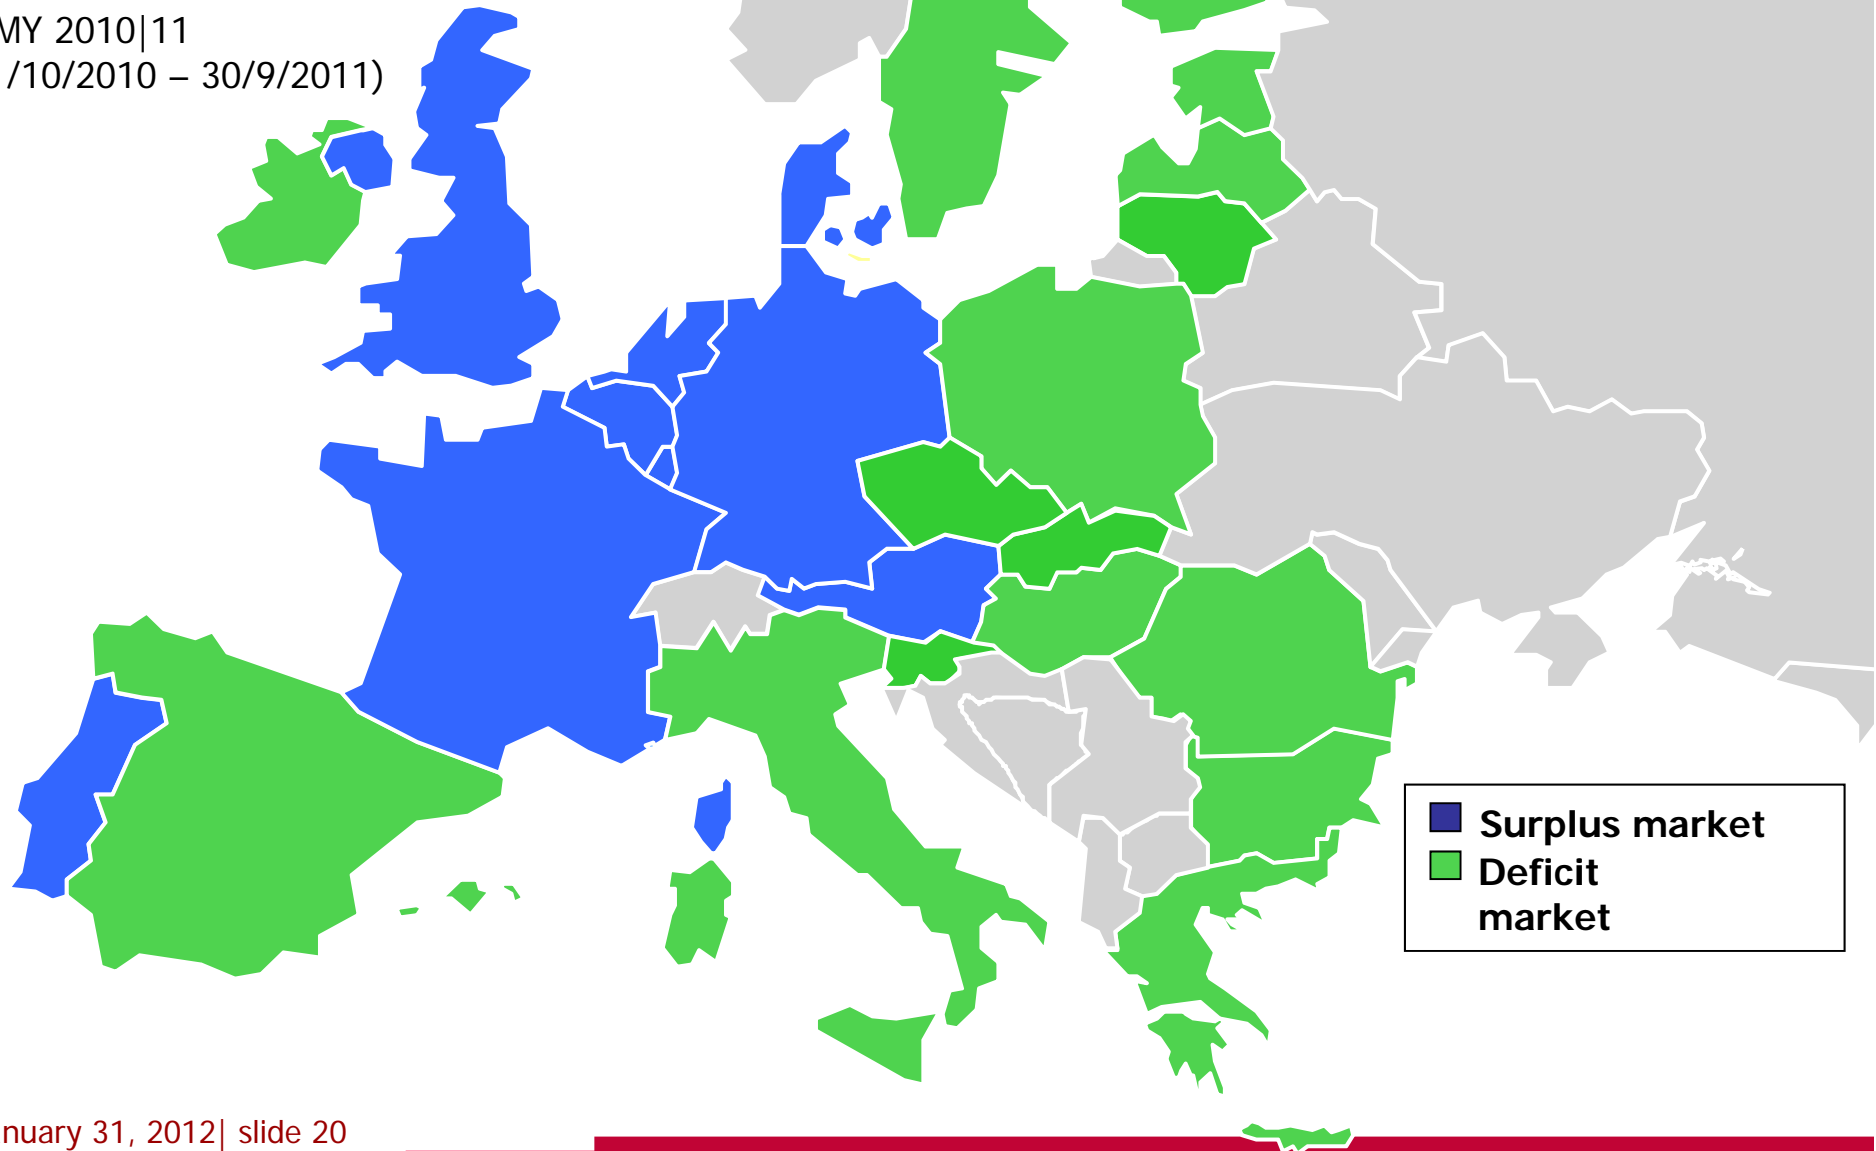 MY 2010|11
/10/2010 – 30/9/2011)
Surplus market
Deficit
market
nuary 31, 2012| slide 20